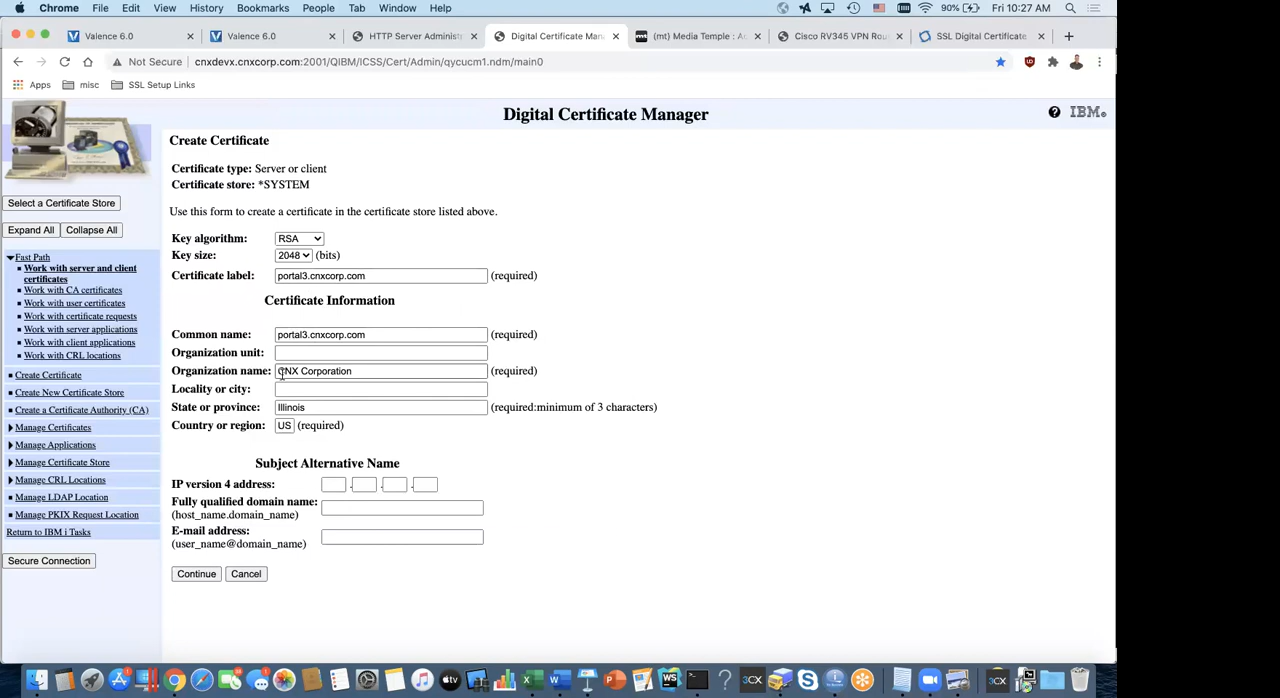 Chrome File Edit View History Bookmarks People Tab Window Help 90% Fri 10:27 AM
Valence 6.0 Valence 6.0 HTTP Server Administ Digital Certificate Man (mt) Media Temple : Cisco RV345 VPN Rou SSL Digital Certificate
Not Secure cnxdevx.cnxcorp.com:2001/QIBM/ICSS/Cert/Admin/qycucm1.ndm/main0
Apps misc SSL Setup Links
Digital Certificate Manager
IBM.
Select a Certificate Store
Expand All Collapse All
Fast Path
Work with server and client
certificates
Work with CA certificates
Work with user certificates
Work with certificate requests
Work with server applications
Work with client applications
Work with CRL locations
Create Certificate
Create New Certificate Store
Create a Certificate Authority (CA)
Manage Certificates
Manage Applications
Manage Certificate Store
Manage CRL Locations
Manage LDAP Location
Manage PKIX Request Location
Return to IBM i Tasks
Secure Connection
Create Certificate
Certificate type: Server or client
Certificate store: *SYSTEM
Use this form to create a certificate in the certificate store listed above.
Key algorithm: RSA
Key size: 2048 (bits)
Certificate label: portal3.cnxcorp.com (required)
Certificate Information
Common name: portal3.cnxcorp.com (required)
Organization unit:
Organization name: CNX Corporation (required)
Locality or city:
State or province: Illinois (required:minimum of 3 characters)
Country or region: US (required)
Subject Alternative Name
IP version 4 address: . . .
Fully qualified domain name:
(host_name.domain_name)
E-mail address:
(user_name@domain_name)
Continue Cancel